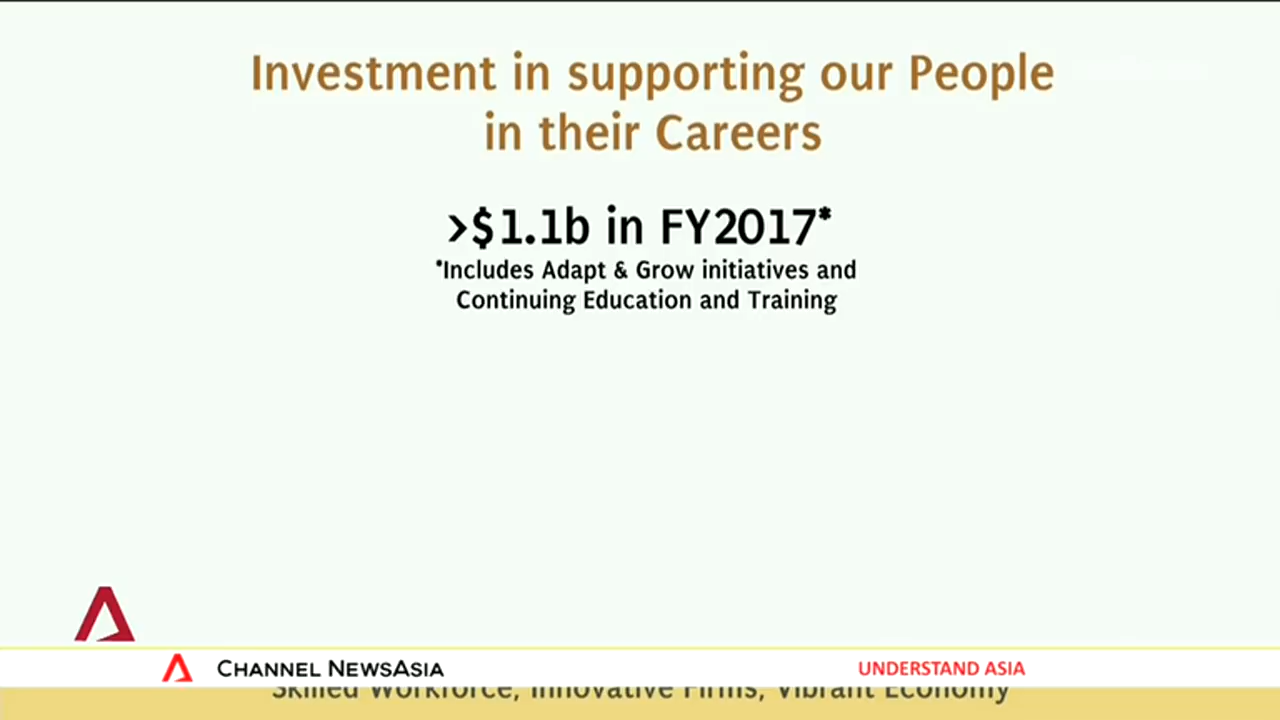 Investment in supporting our People
in their Careers
>$1.1b in FY2017*
*Includes Adapt & Grow initiatives and
Continuing Education and Training
CHANNEL NEWSASIA
UNDERSTAND ASIA
Skilled Workforce, Innovative Firms, Vibrant Economy